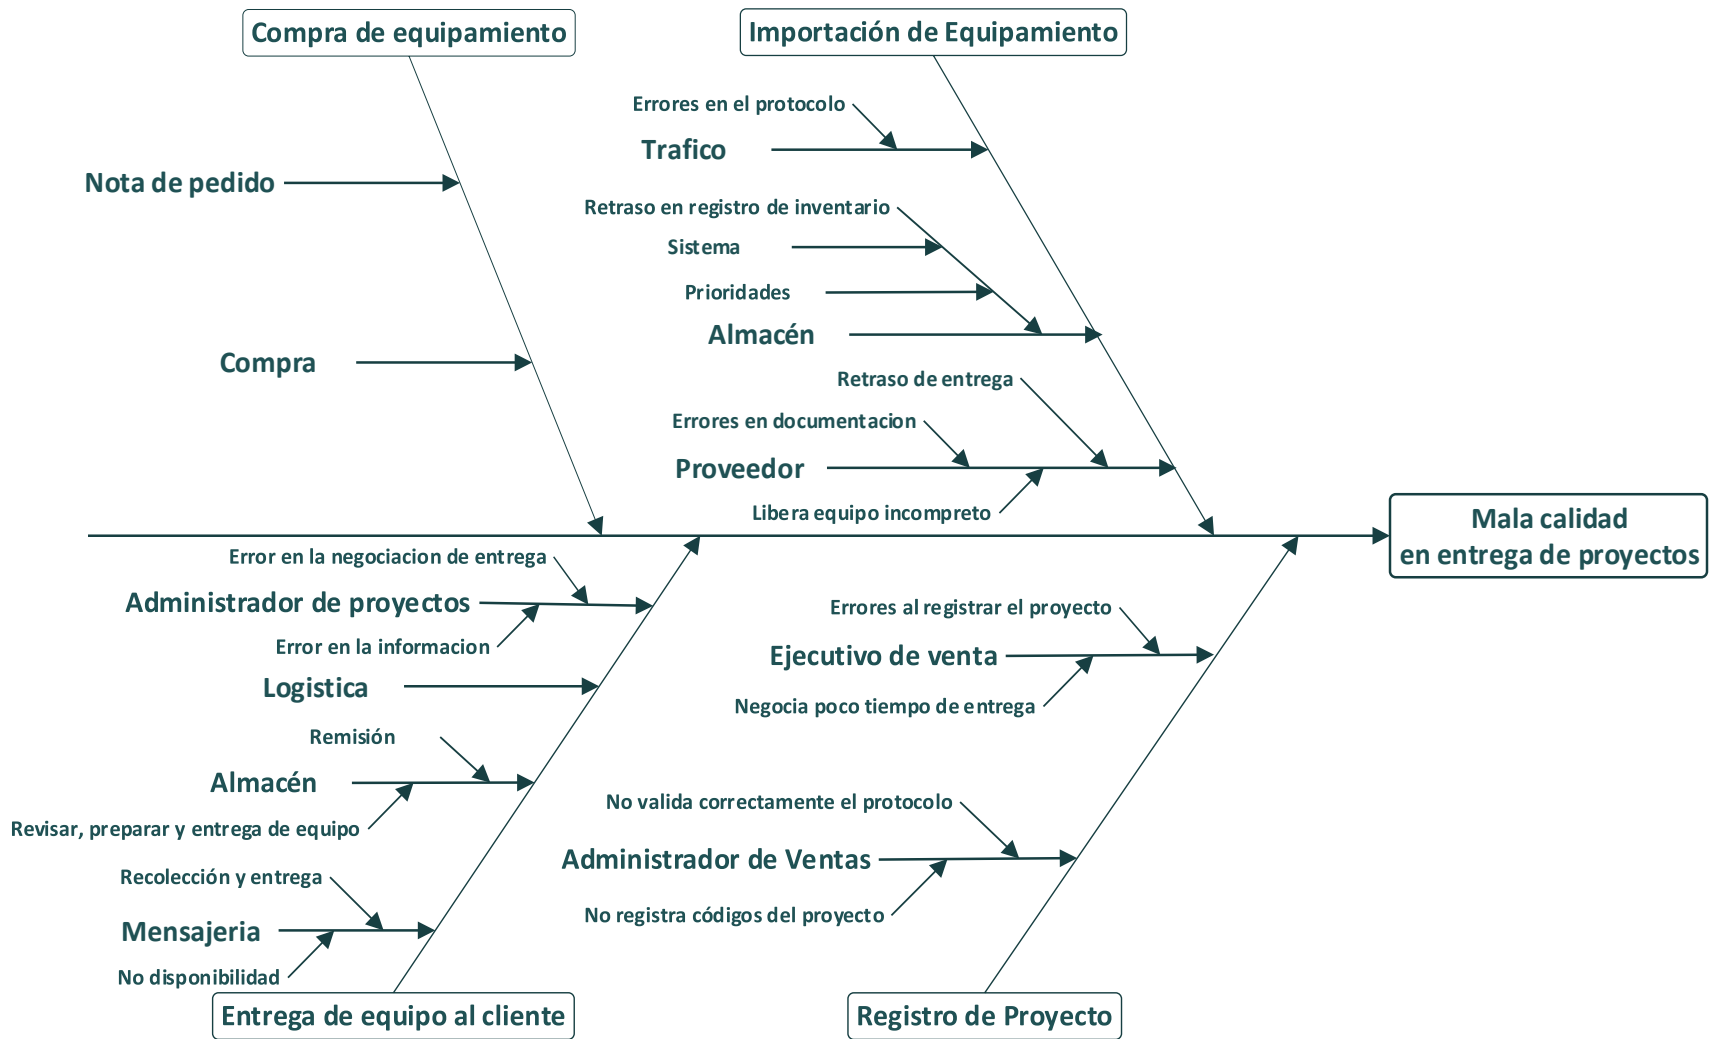 Compra de equipamiento
Importación de Equipamiento
Errores en el protocolo
Trafico
Nota de pedido
Retraso en registro de inventario
Sistema
Prioridades
Almacén
Compra
Retraso de entrega
Errores en documentacion
Proveedor
Libera equipo incompreto
Mala calidad
en entrega de proyectos
Error en la negociacion de entrega
Administrador de proyectos
Error en la informacion
Logistica
Remisión
Almacén
Revisar, preparar y entrega de equipo
Recolección y entrega
Mensajeria
No disponibilidad
Entrega de equipo al cliente
Errores al registrar el proyecto
Ejecutivo de venta
Negocia poco tiempo de entrega
No valida correctamente el protocolo
Administrador de Ventas
No registra códigos del proyecto
Registro de Proyecto